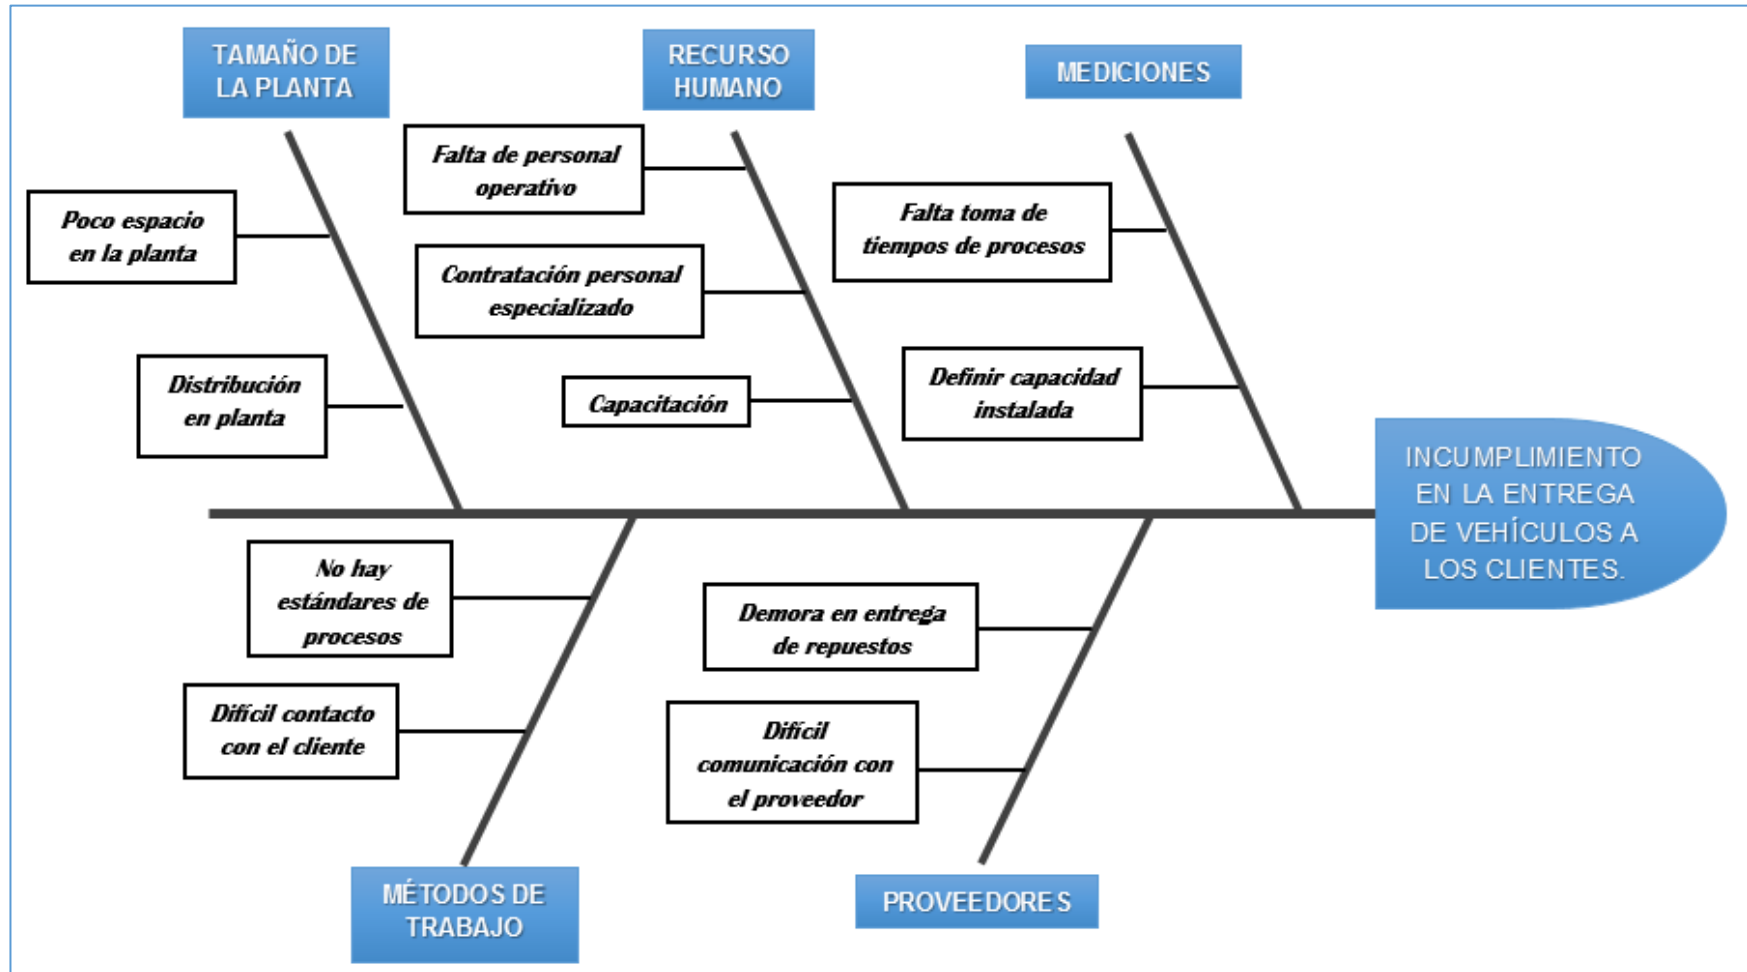 TAMAÑO DE
LA PLANTA
RECURSO
HUMANO
MEDICIONES
Poco espacio
en la planta
Distribución
en planta
Falta de personal
operativo
Contratación personal
especializado
Capacitación
Falta toma de
tiempos de procesos
Definir capacidad
instalada
INCUMPLIMIENTO
EN LA ENTREGA
DE VEHÍCULOS A
LOS CLIENTES.
No hay
estándares de
procesos
Difícil contacto
con el cliente
Demora en entrega
de repuestos
Difícil
comunicación con
el proveedor
MÉTODOS DE
TRABAJO
PROVEEDORES